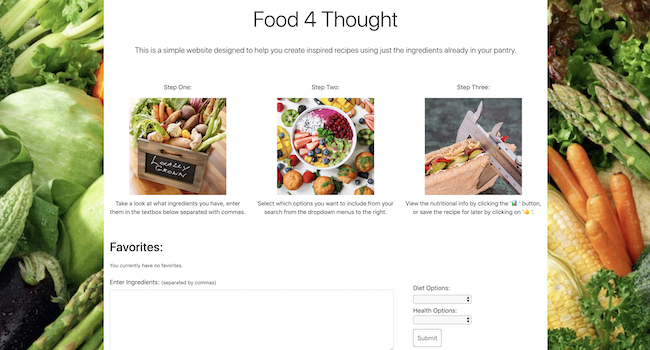 Food 4 Thought
This is a simple website designed to help you create inspired recipes using just the ingredients already in your pantry.
Step One:
Step Two:
Step Three:
LOCALLY
GROWN
Take a look at what ingredients you have, enter
them in the textbox below separated with commas.
Select which options you want to include from your
search from the dropdown menus to the right.
View the nutritional info by clicking the '📊 ' button,
or save the recipe for later by clicking on '👍 '.
Favorites:
You currently have no favorites.
Enter Ingredients: (separated by commas)
Diet Options:
Health Options:
Submit